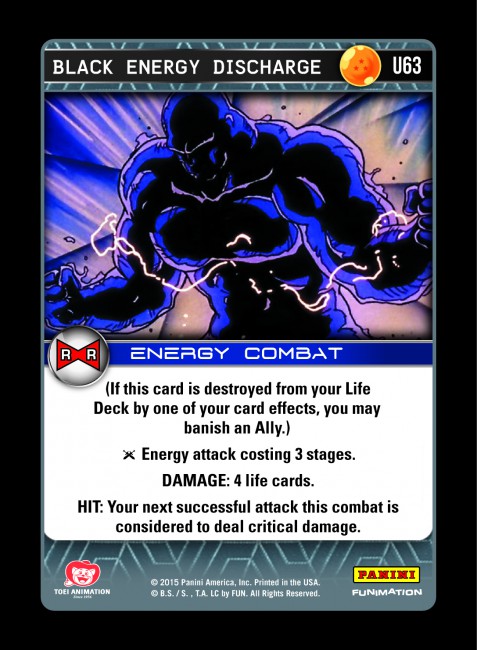 BLACK ENERGY DISCHARGE
U63
R R
ENERGY COMBAT
(If this card is destroyed from your Life
Deck by one of your card effects, you may
banish an Ally.)
Energy attack costing 3 stages.
DAMAGE: 4 life cards.
HIT: Your next successful attack this combat is
considered to deal critical damage.
TOEI ANIMATION
Since 1956
© 2015 Panini America, Inc. Printed in the USA.
© B.S. / S. , T.A. LC by FUN. All Rights Reserved.
PANINI
FUNIMATION